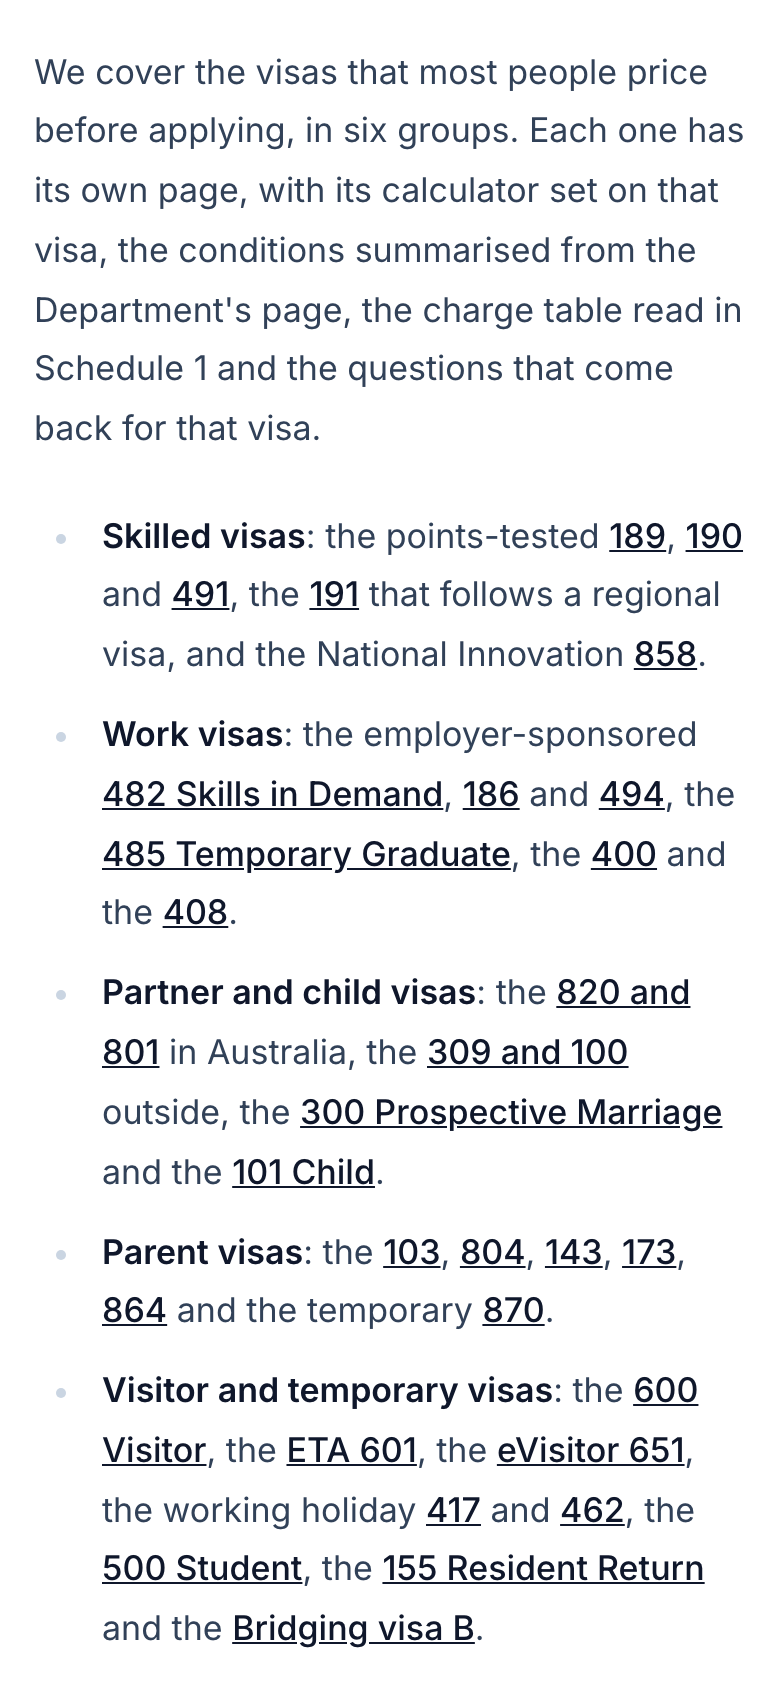 We cover the visas that most people price
before applying, in six groups. Each one has
its own page, with its calculator set on that
visa, the conditions summarised from the
Department's page, the charge table read in
Schedule 1 and the questions that come
back for that visa.
Skilled visas: the points-tested 189, 190
and 491, the 191 that follows a regional
visa, and the National Innovation 858.
Work visas: the employer-sponsored
482 Skills in Demand, 186 and 494, the
485 Temporary Graduate, the 400 and
the 408.
Partner and child visas: the 820 and
801 in Australia, the 309 and 100
outside, the 300 Prospective Marriage
and the 101 Child.
Parent visas: the 103, 804, 143, 173,
864 and the temporary 870.
Visitor and temporary visas: the 600
Visitor, the ETA 601, the eVisitor 651,
the working holiday 417 and 462, the
500 Student, the 155 Resident Return
and the Bridging visa B.